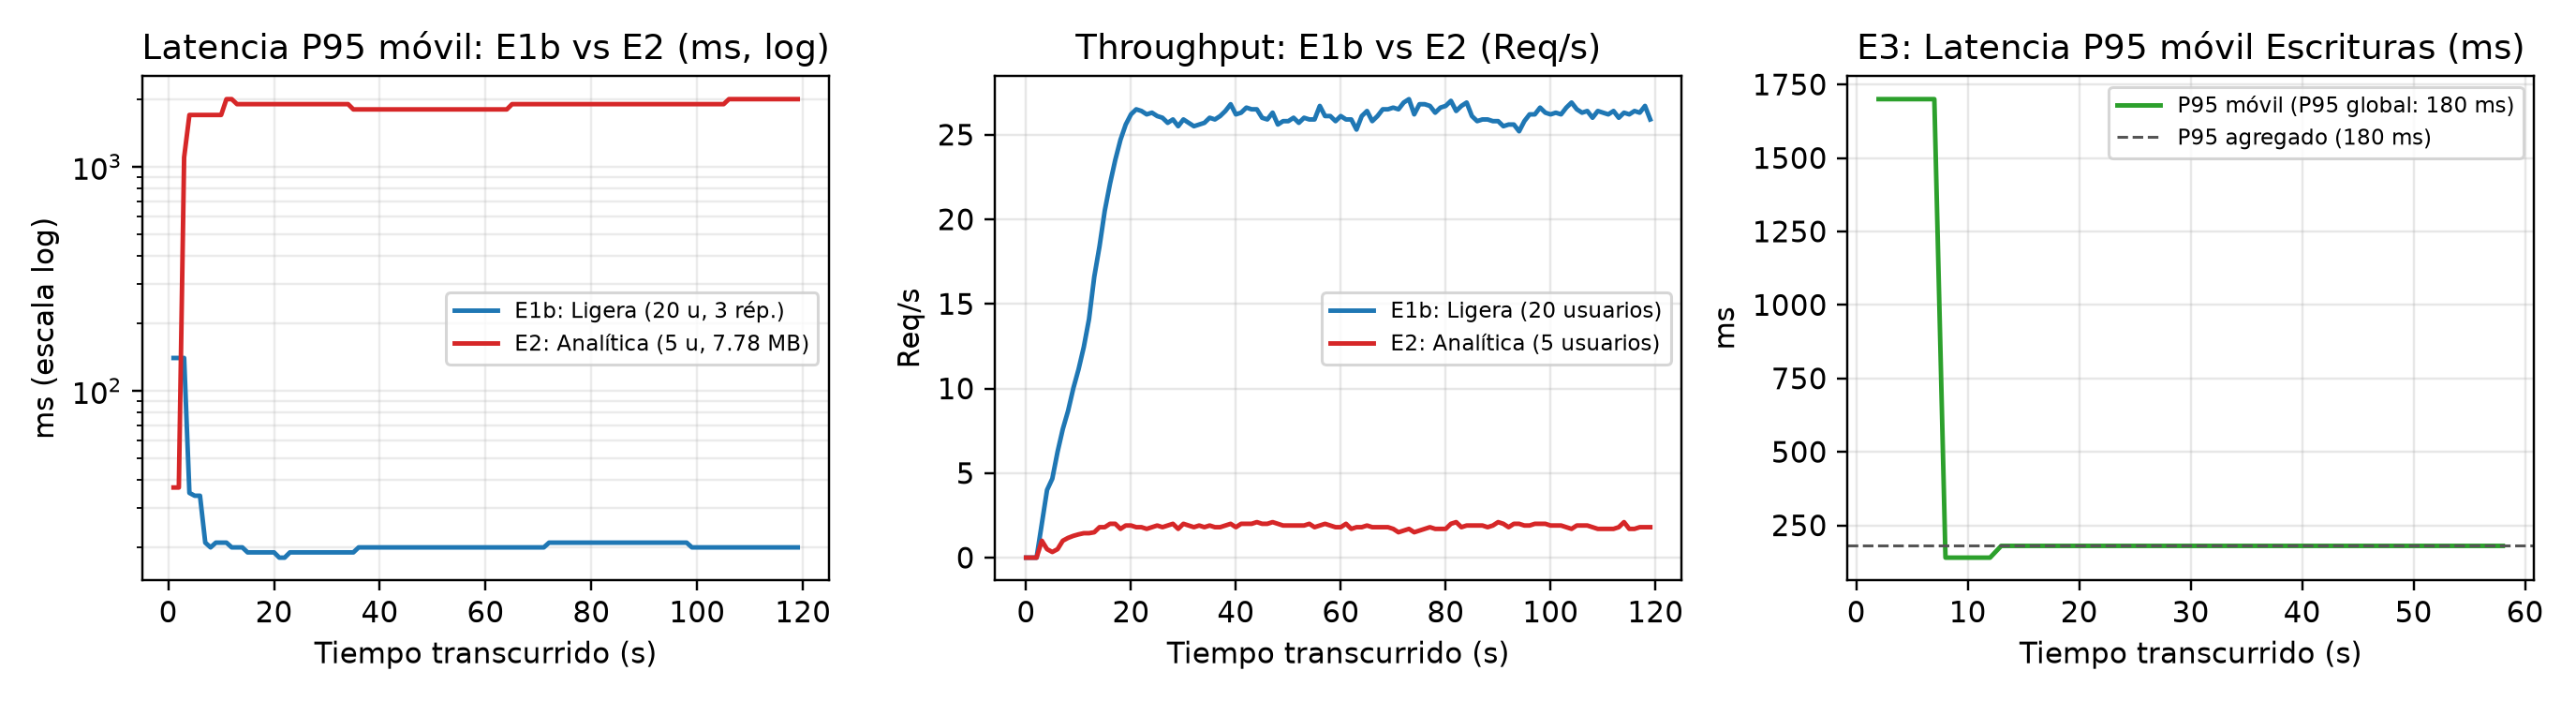 Latencia P95 móvil: E1b vs E2 (ms, log)
ms (escala log)
10³
10²
E1b: Ligera (20 u, 3 rép.)
E2: Analítica (5 u, 7.78 MB)
0 20 40 60 80 100 120
Tiempo transcurrido (s)
Throughput: E1b vs E2 (Req/s)
Req/s
25
20
15
10
5
0
E1b: Ligera (20 usuarios)
E2: Analítica (5 usuarios)
0 20 40 60 80 100 120
Tiempo transcurrido (s)
E3: Latencia P95 móvil Escrituras (ms)
ms
1750
1500
1250
1000
750
500
250
P95 móvil (P95 global: 180 ms)
P95 agregado (180 ms)
0 10 20 30 40 50 60
Tiempo transcurrido (s)